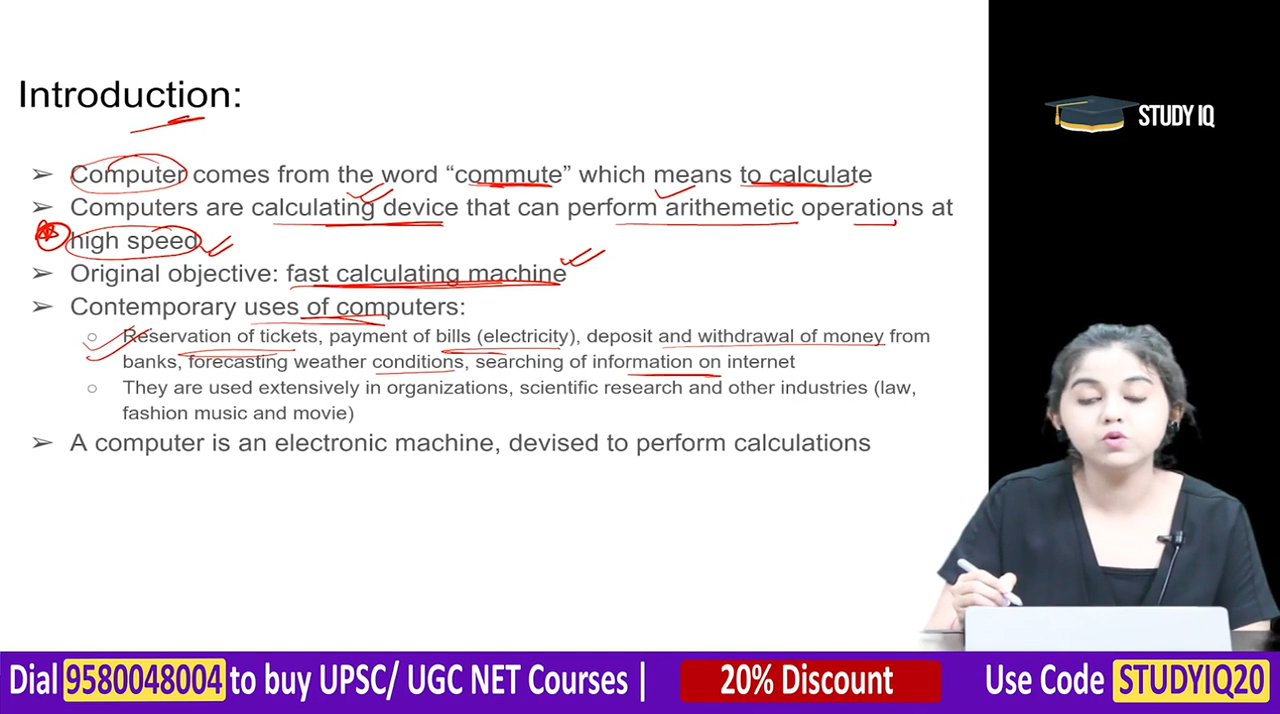 Introduction:
STUDY IQ
➢ Computer comes from the word “commute” which means to calculate
➢ Computers are calculating device that can perform arithemetic operations at
high speed
➢ Original objective: fast calculating machine
➢ Contemporary uses of computers:
○ Reservation of tickets, payment of bills (electricity), deposit and withdrawal of money from
banks, forecasting weather conditions, searching of information on internet
○ They are used extensively in organizations, scientific research and other industries (law,
fashion music and movie)
➢ A computer is an electronic machine, devised to perform calculations
Dial 9580048004 to buy UPSC/ UGC NET Courses | 20% Discount Use Code STUDYIQ20